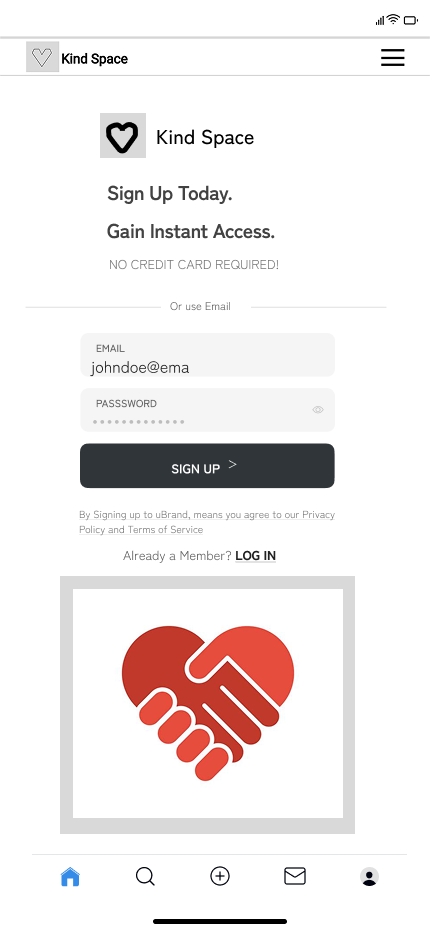 Kind Space
Kind Space
Sign Up Today.
Gain Instant Access.
NO CREDIT CARD REQUIRED!
Or use Email
EMAIL
johndoe@ema
PASSSWORD
SIGN UP >
By Signing up to uBrand, means you agree to our Privacy
Policy and Terms of Service
Already a Member? LOG IN